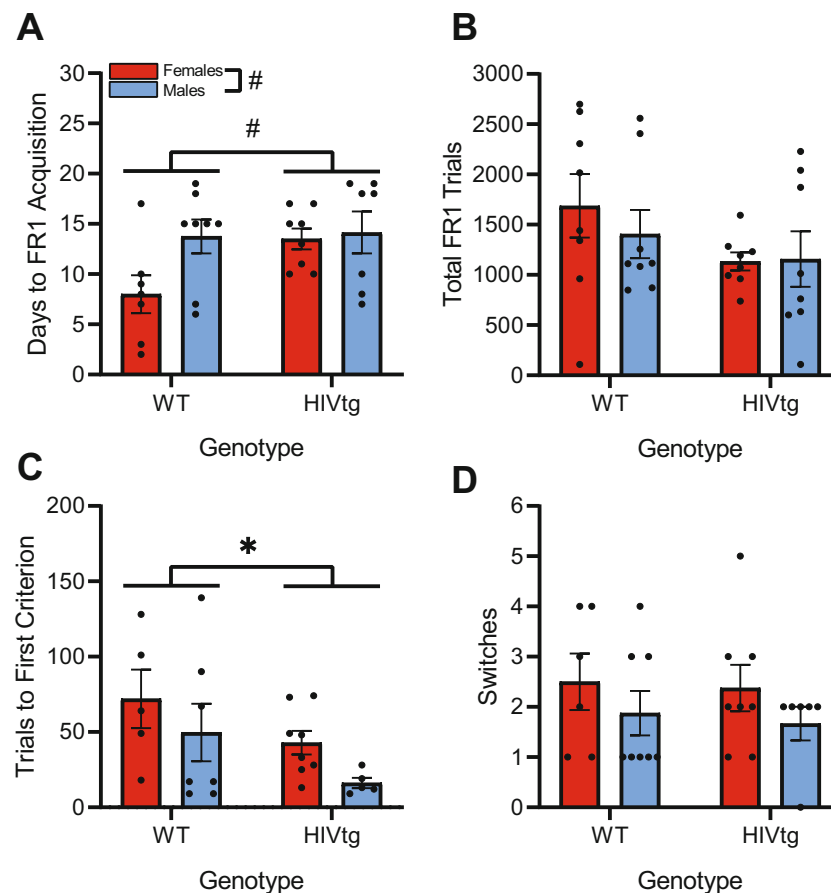 A
Females
Males
#
#
30
25
20
15
10
5
0
Days to FR1 Acquisition
WT
HIVtg
Genotype
B
3000
2500
2000
1500
1000
500
0
Total FR1 Trials
WT
HIVtg
Genotype
C
200
150
100
50
0
Trials to First Criterion
*
WT
HIVtg
Genotype
D
6
5
4
3
2
1
0
Switches
WT
HIVtg
Genotype